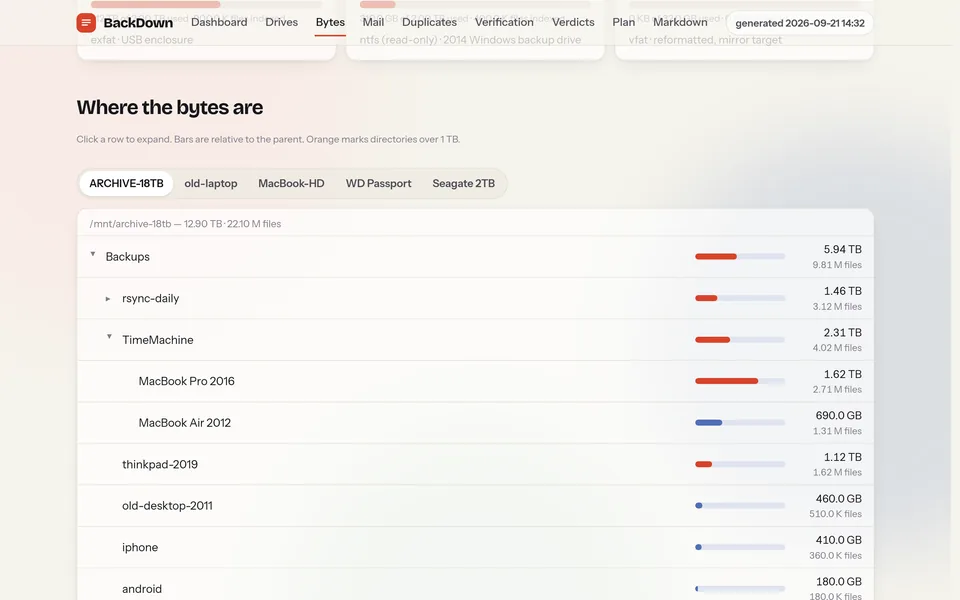 BackDown
Dashboard
Drives
Bytes
Mail
Duplicates
Verification
Verdicts
Plan
Markdown
generated 2026-09-21 14:32
exfat · USB enclosure
ntfs (read-only) · 2014 Windows backup drive
vfat · reformatted, mirror target
Where the bytes are
Click a row to expand. Bars are relative to the parent. Orange marks directories over 1 TB.
ARCHIVE-18TB
old-laptop
MacBook-HD
WD Passport
Seagate 2TB
/mnt/archive-18tb — 12.90 TB · 22.10 M files
▼ Backups
5.94 TB
9.81 M files
▸ rsync-daily
1.46 TB
3.12 M files
▼ TimeMachine
2.31 TB
4.02 M files
MacBook Pro 2016
1.62 TB
2.71 M files
MacBook Air 2012
690.0 GB
1.31 M files
thinkpad-2019
1.12 TB
1.62 M files
old-desktop-2011
460.0 GB
510.0 K files
iphone
410.0 GB
360.0 K files
android
180.0 GB
180.0 K files